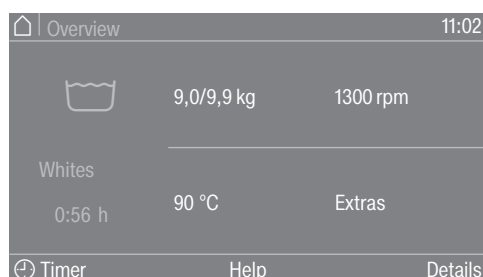 Overview 11:02
9,0/9,9 kg 1300 rpm
Whites
90 °C Extras
0:56 h
Timer Help Details